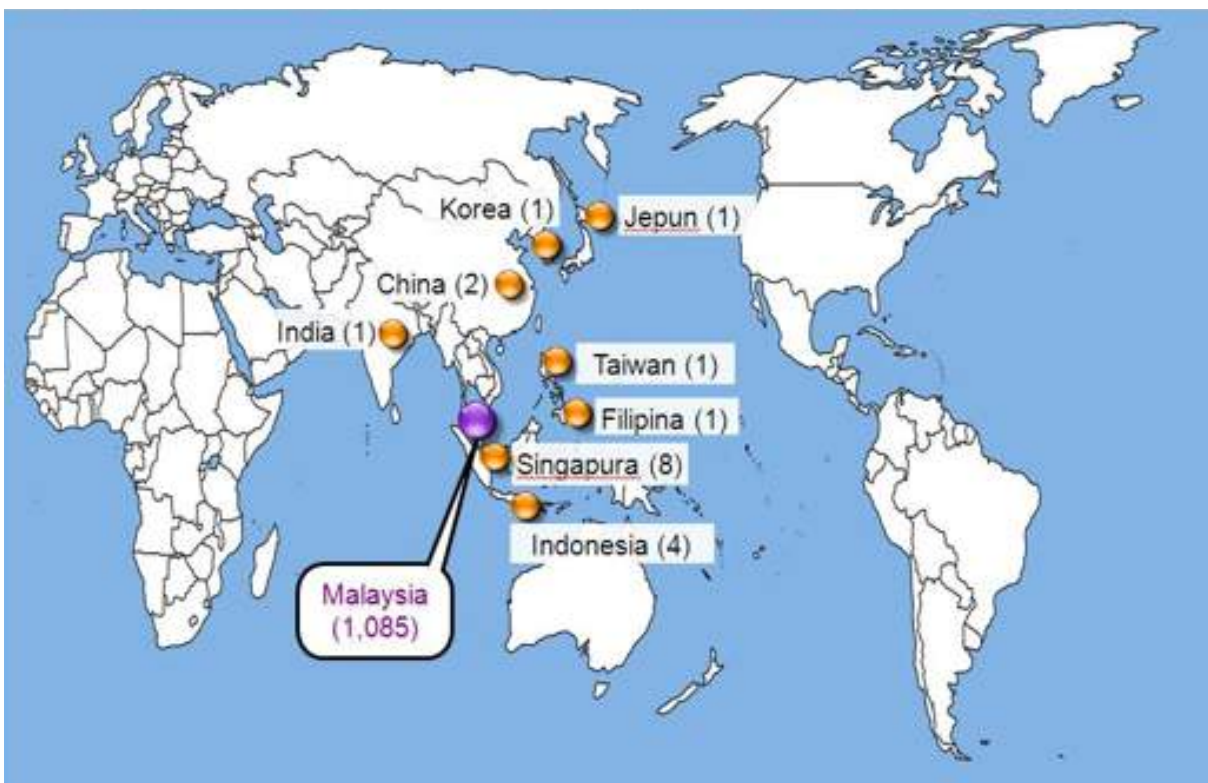 Korea (1)
Jepun (1)
China (2)
India (1)
Taiwan (1)
Filipina (1)
Singapura (8)
Indonesia (4)
Malaysia
(1,085)